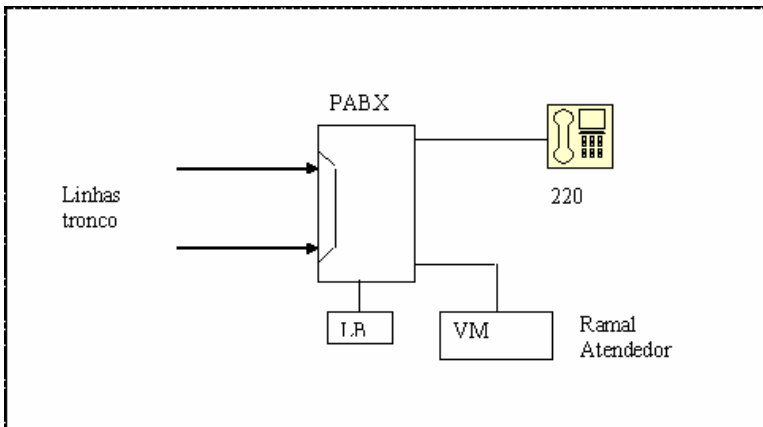 PABX
Linhas
tronco
220
LB
VM
Ramal
Atendedor